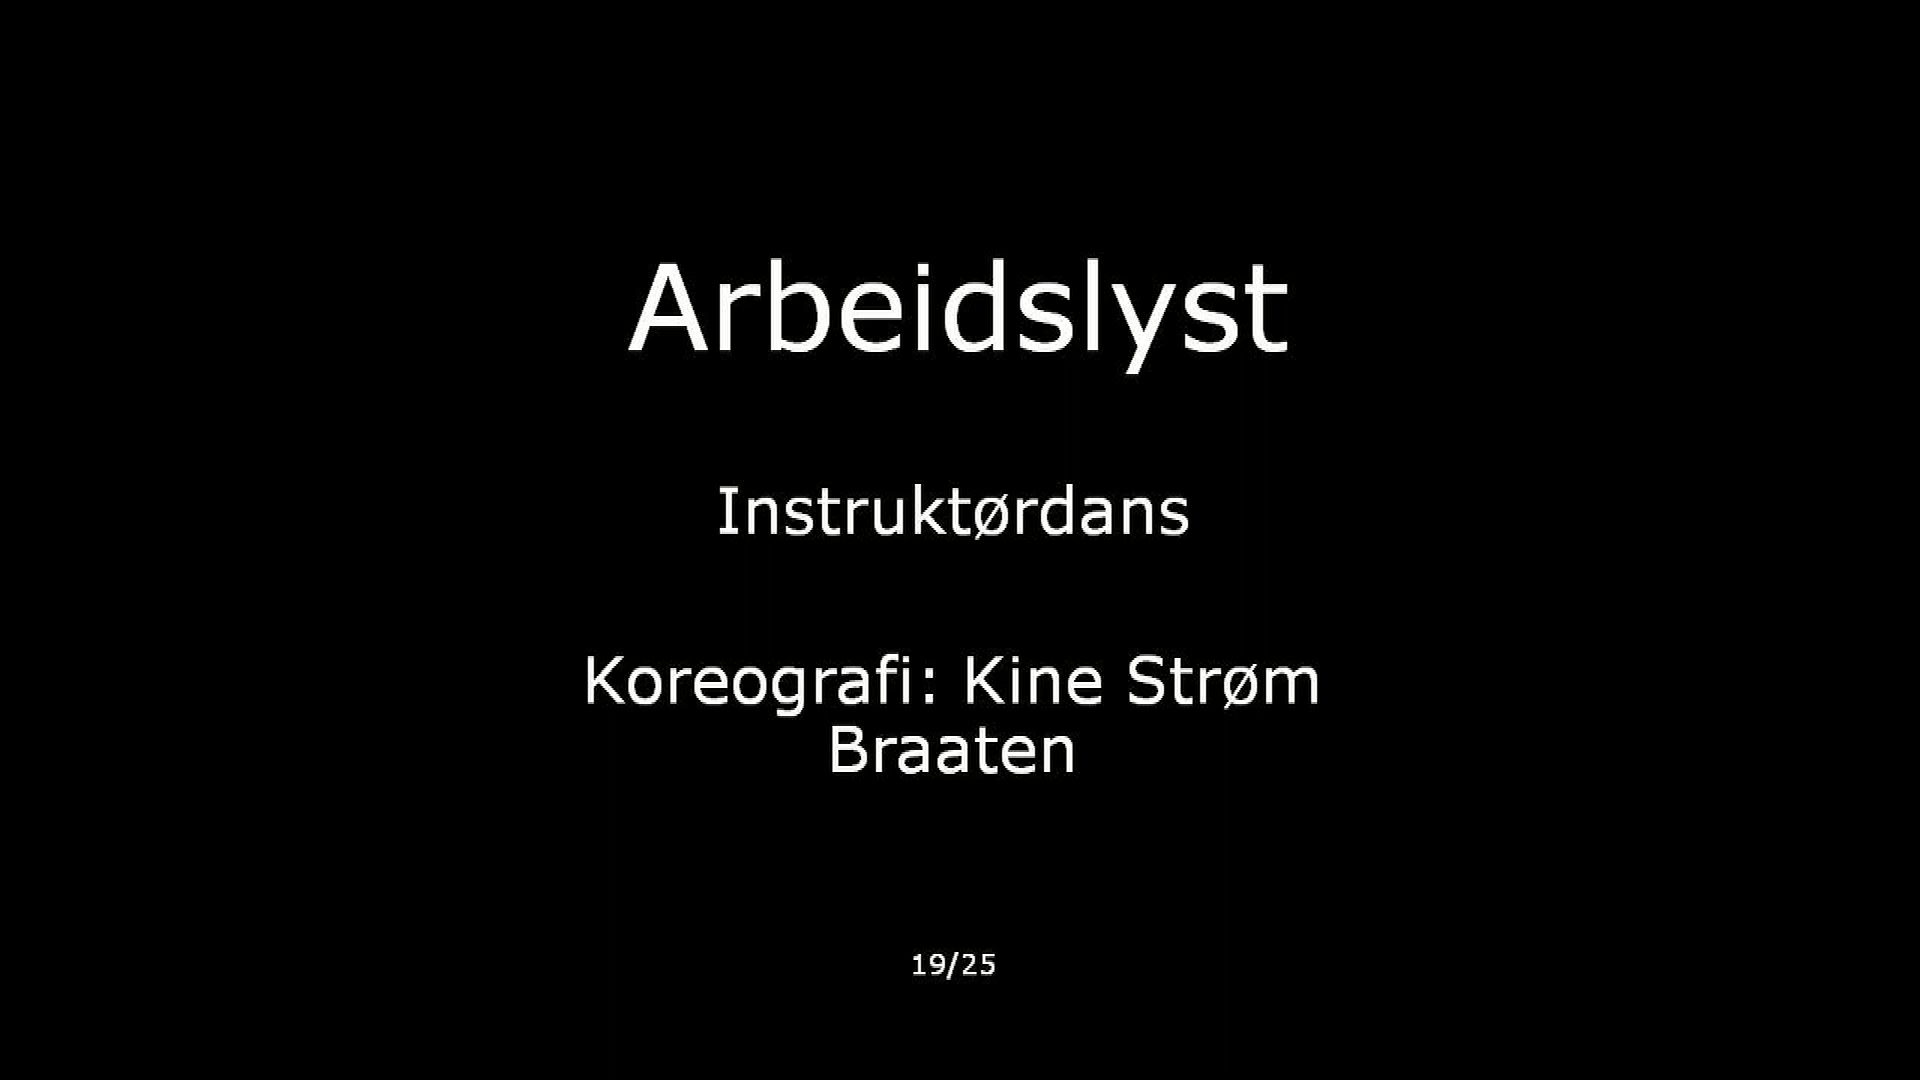 Arbeidslyst
Instruktørdans
Koreografi: Kine Strøm
Braaten
19/25